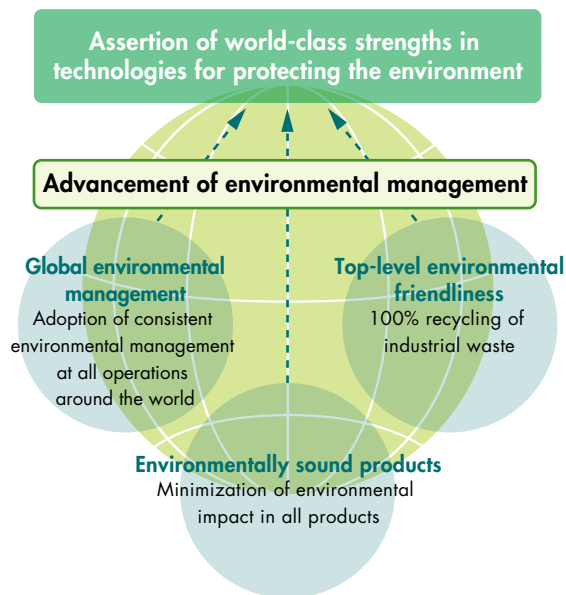 Assertion of world-class strengths in
technologies for protecting the environment
Advancement of environmental management
Global environmental
management
Adoption of consistent
environmental management
at all operations
around the world
Top-level environmental
friendliness
100% recycling of
industrial waste
Environmentally sound products
Minimization of environmental
impact in all products